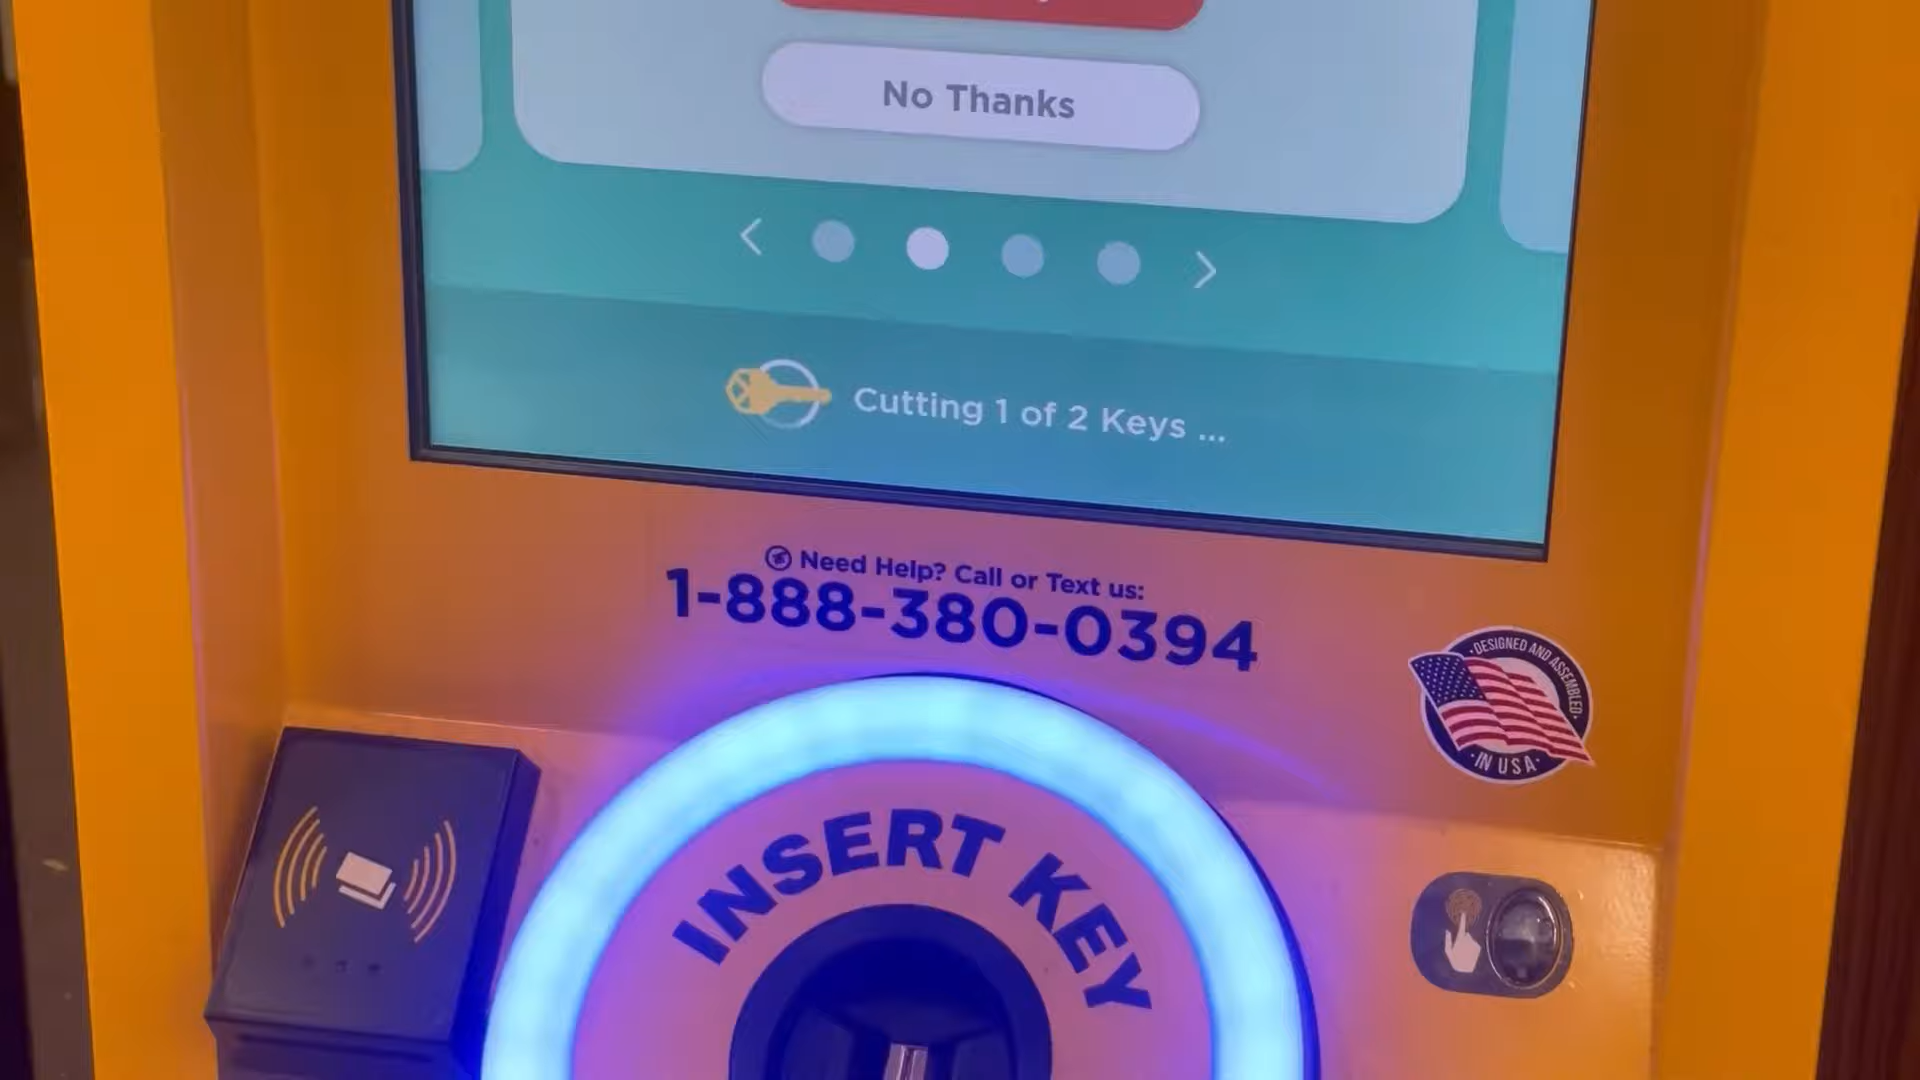 No Thanks
Cutting 1 of 2 Keys ...
Need Help? Call or Text us:
1-888-380-0394
· DESIGNED AND ASSEMBLED ·
· IN USA ·
INSERT KEY